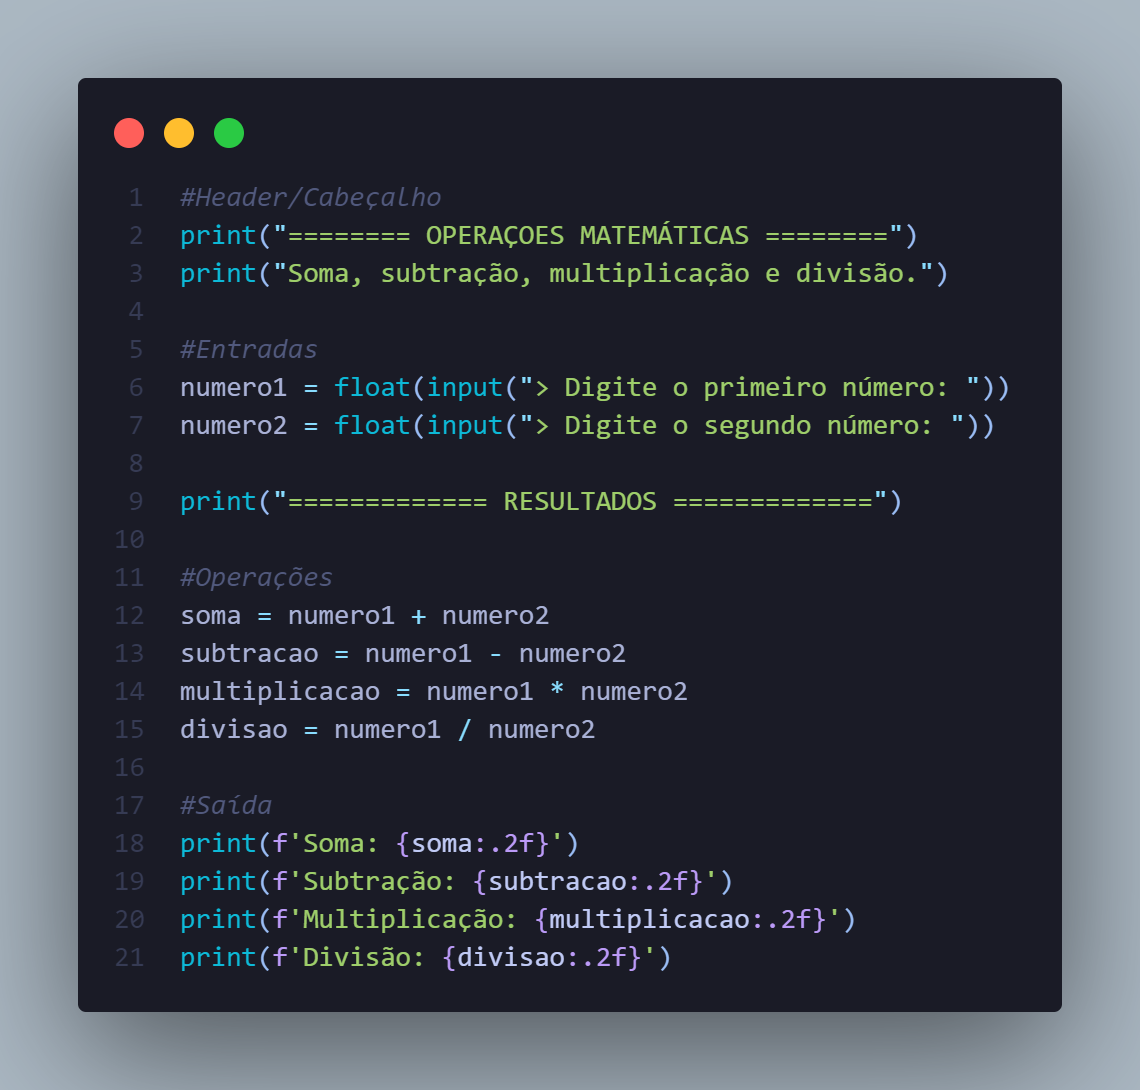 1 #Header/Cabeçalho
2 print("======== OPERAÇOES MATEMÁTICAS ========")
3 print("Soma, subtração, multiplicação e divisão.")
4
5 #Entradas
6 numero1 = float(input("> Digite o primeiro número: "))
7 numero2 = float(input("> Digite o segundo número: "))
8
9 print("============= RESULTADOS =============")
10
11 #Operações
12 soma = numero1 + numero2
13 subtracao = numero1 - numero2
14 multiplicacao = numero1 * numero2
15 divisao = numero1 / numero2
16
17 #Saída
18 print(f'Soma: {soma:.2f}')
19 print(f'Subtração: {subtracao:.2f}')
20 print(f'Multiplicação: {multiplicacao:.2f}')
21 print(f'Divisão: {divisao:.2f}')